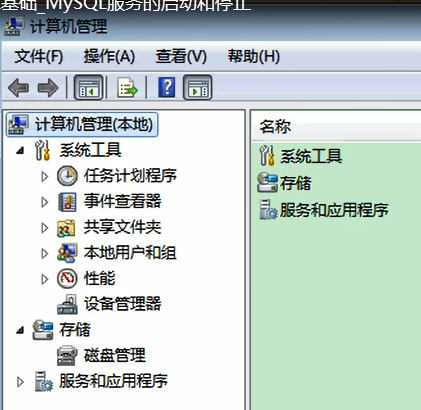 基础_MySQL服务的启动和停止
计算机管理
文件(F) 操作(A) 查看(V) 帮助(H)
计算机管理(本地)
系统工具
任务计划程序
事件查看器
共享文件夹
本地用户和组
性能
设备管理器
存储
磁盘管理
服务和应用程序
名称
系统工具
存储
服务和应用程序